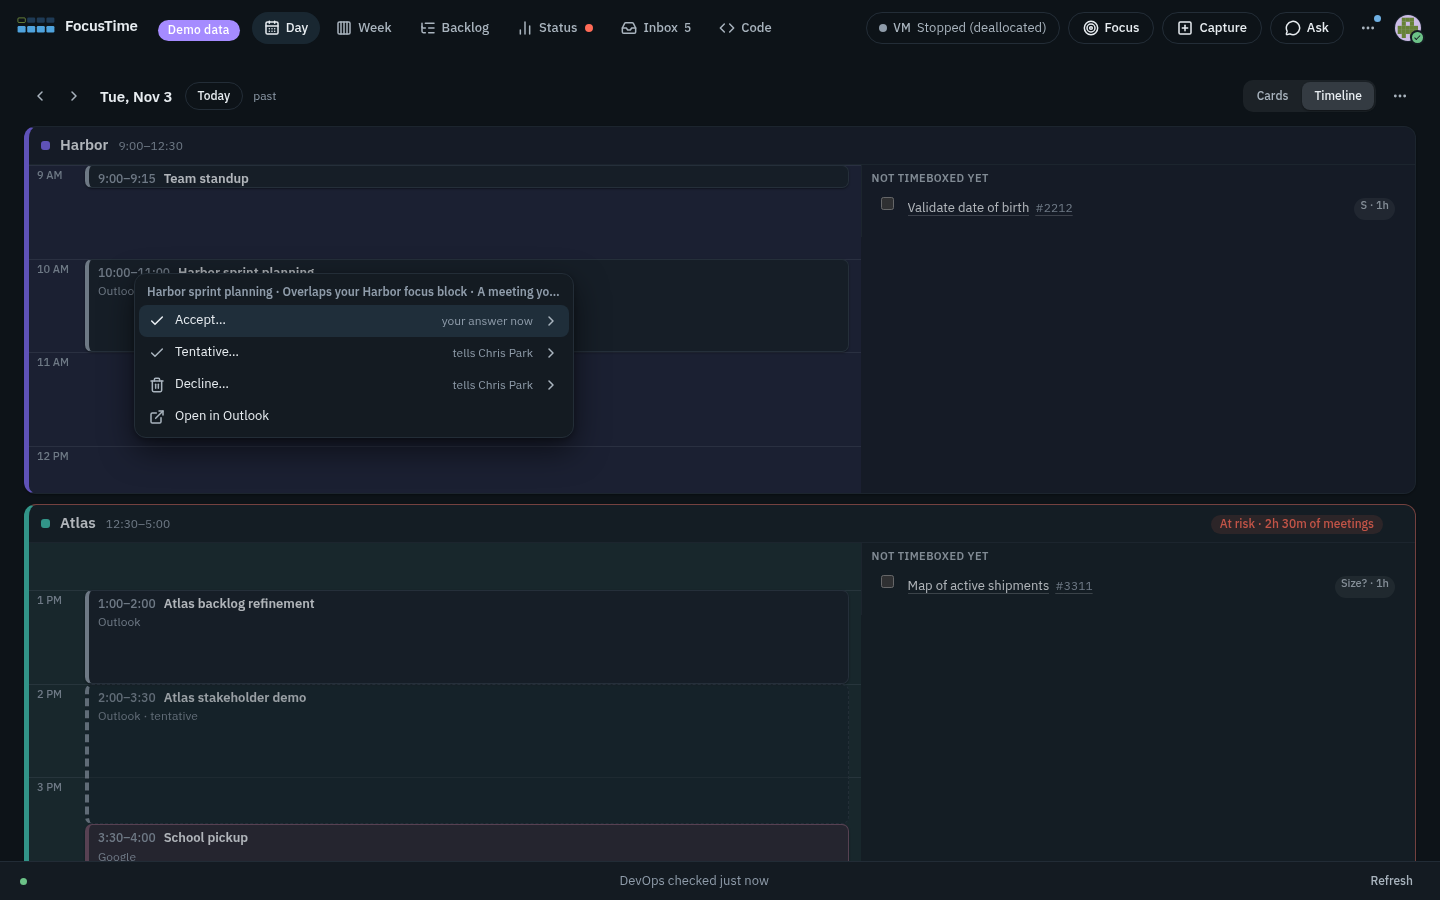 FocusTime
Demo data
Day
Week
Backlog
Status
Inbox 5
Code
VM Stopped (deallocated)
Focus
Capture
Ask
Tue, Nov 3
Today
past
Cards
Timeline
Harbor 9:00–12:30
9 AM
9:00–9:15 Team standup
NOT TIMEBOXED YET
Validate date of birth #2212
S · 1h
10 AM
10:00–11:00 Harbor sprint planning
Outloo
Harbor sprint planning · Overlaps your Harbor focus block · A meeting yo...
Accept... your answer now
Tentative... tells Chris Park
Decline... tells Chris Park
Open in Outlook
11 AM
12 PM
Atlas 12:30–5:00
At risk · 2h 30m of meetings
NOT TIMEBOXED YET
Map of active shipments #3311
Size? · 1h
1 PM
1:00–2:00 Atlas backlog refinement
Outlook
2 PM
2:00–3:30 Atlas stakeholder demo
Outlook · tentative
3 PM
3:30–4:00 School pickup
Google
DevOps checked just now
Refresh